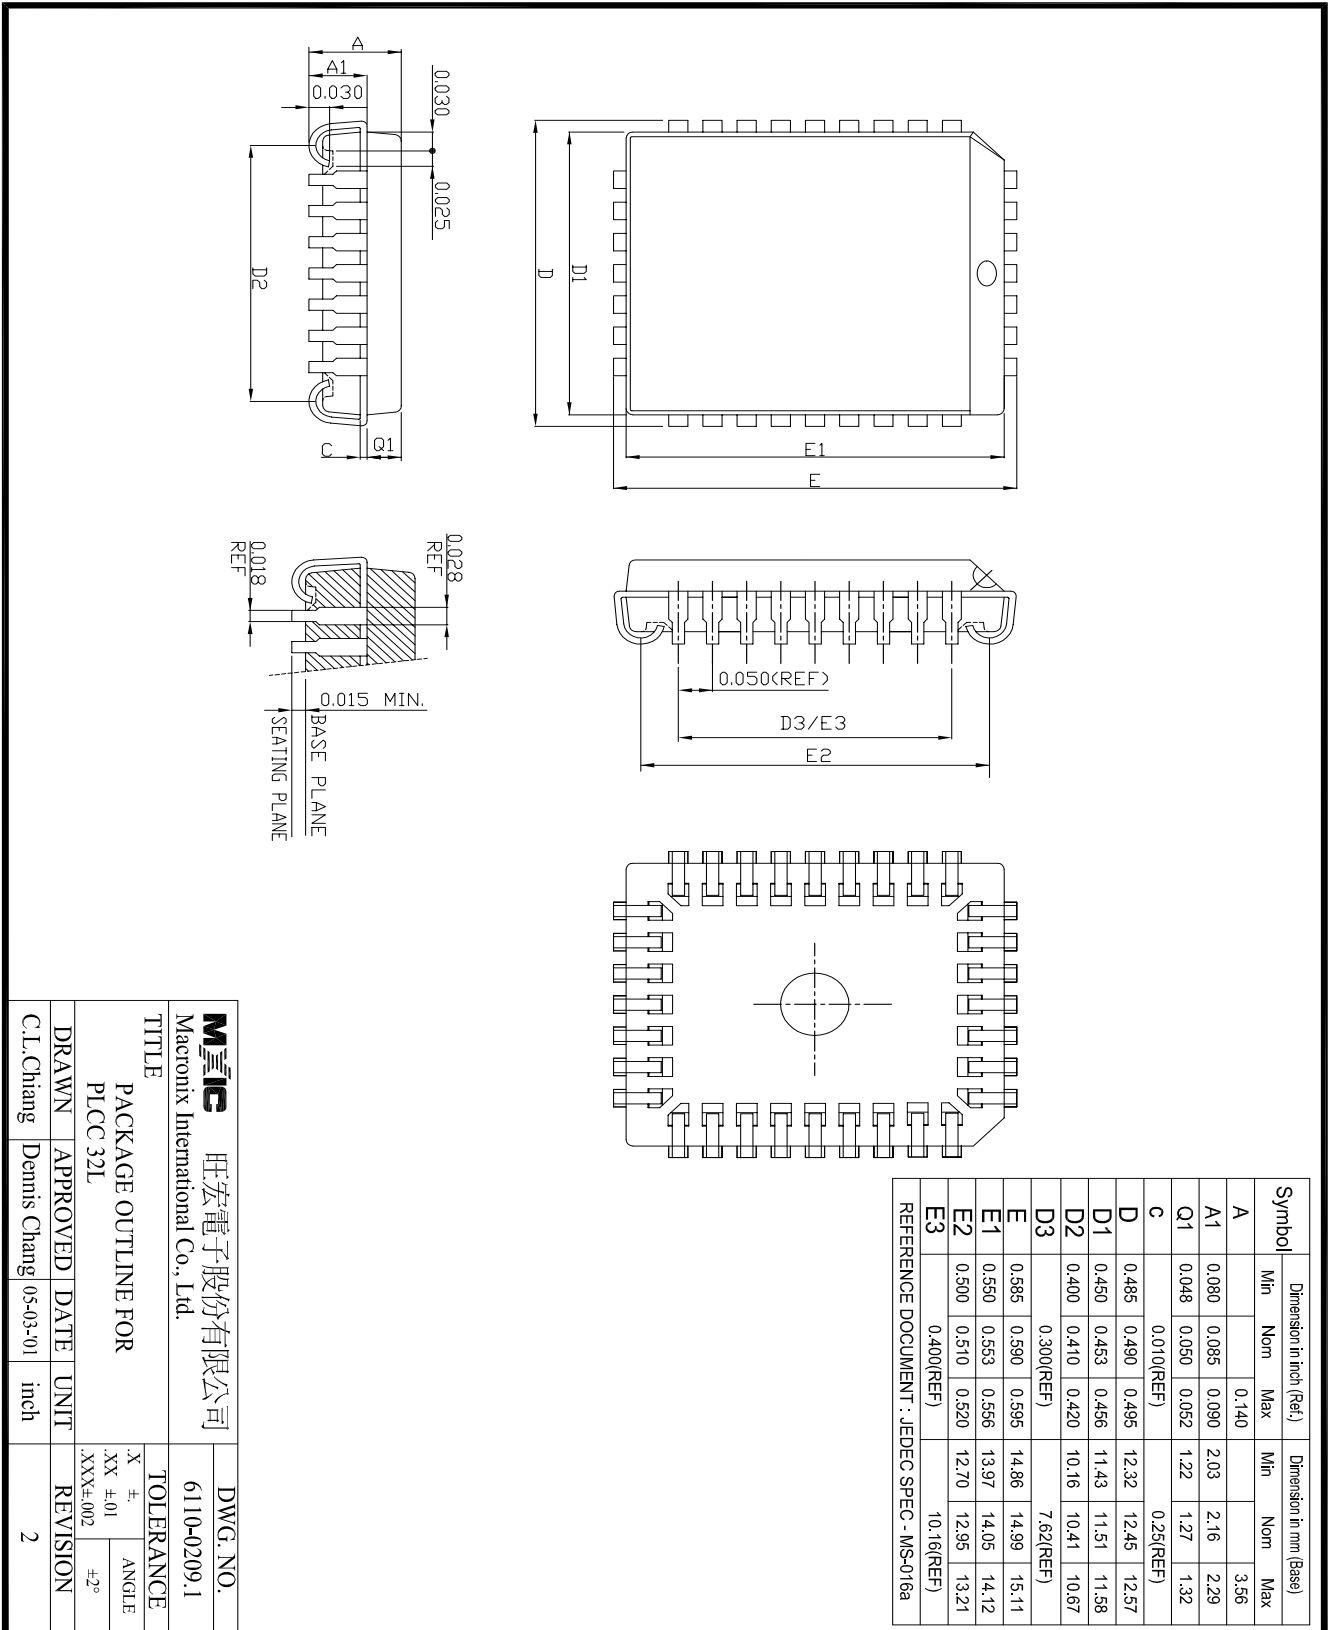 A
A1
0.030
0.030
0.025
D2
C
Q1
D
D1
E1
E
0.018
REF
0.028
REF
0.015 MIN.
BASE PLANE
SEATING PLANE
0.050(REF)
D3/E3
E2
Symbol Dimension in inch (Ref.) Dimension in mm (Base)
Min Nom Max Min Nom Max
A 0.140 3.56
A1 0.080 0.085 0.090 2.03 2.16 2.29
Q1 0.048 0.050 0.052 1.22 1.27 1.32
c 0.010(REF) 0.25(REF)
D 0.485 0.490 0.495 12.32 12.45 12.57
D1 0.450 0.453 0.456 11.43 11.51 11.58
D2 0.400 0.410 0.420 10.16 10.41 10.67
D3 0.300(REF) 7.62(REF)
E 0.585 0.590 0.595 14.86 14.99 15.11
E1 0.550 0.553 0.556 13.97 14.05 14.12
E2 0.500 0.510 0.520 12.70 12.95 13.21
E3 0.400(REF) 10.16(REF)
REFERENCE DOCUMENT : JEDEC SPEC - MS-016a
MXIC 旺宏電子股份有限公司
Macronix International Co., Ltd.
DWG. NO.
6110-0209.1
TITLE
PACKAGE OUTLINE FOR
PLCC 32L
TOLERANCE
.X ±.
.XX ±.01
.XXX±.002
ANGLE
±2°
DRAWN APPROVED DATE UNIT REVISION
C.L.Chiang Dennis Chang 05-03-'01 inch 2